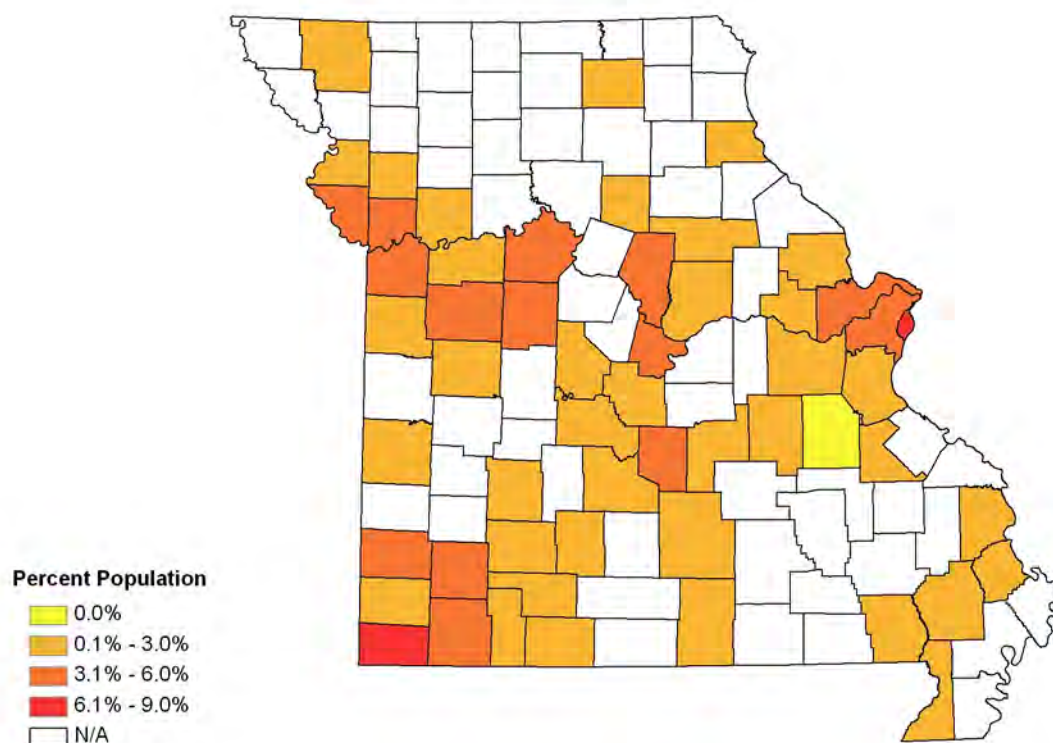 Percent Population
0.0%
0.1% - 3.0%
3.1% - 6.0%
6.1% - 9.0%
N/A